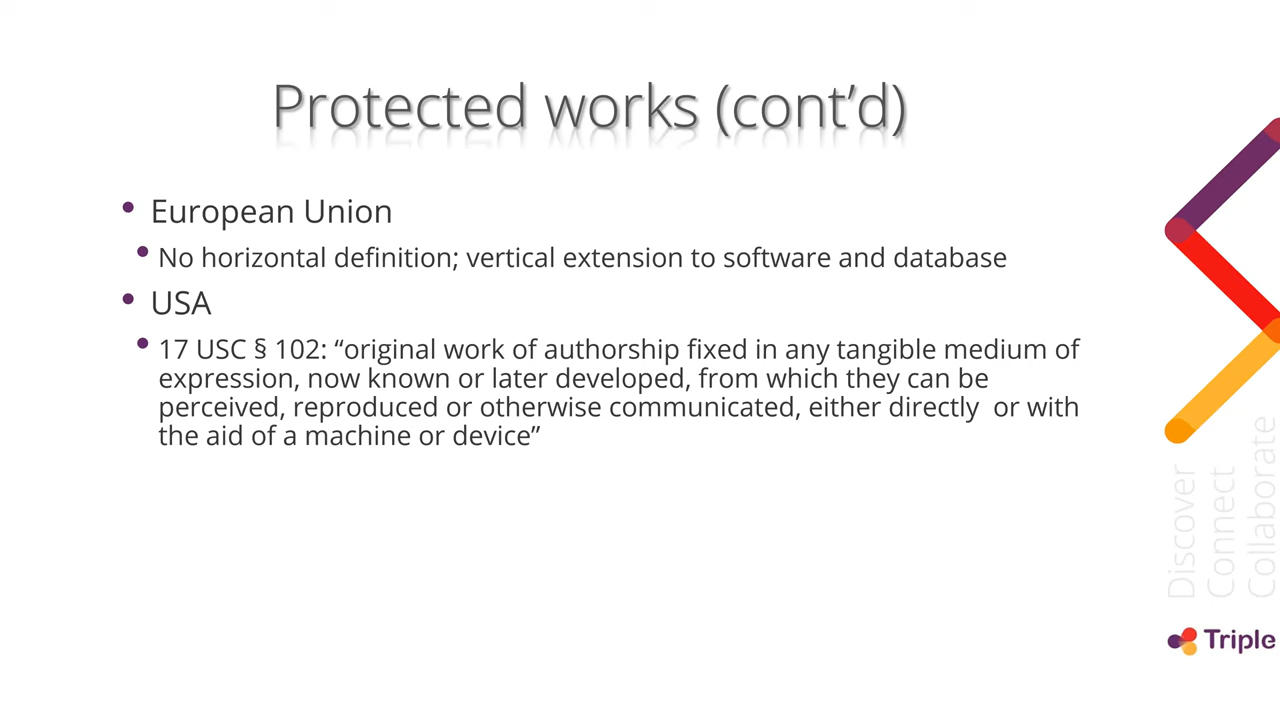 Protected works (cont’d)
• European Union
• No horizontal definition; vertical extension to software and database
• USA
• 17 USC § 102: “original work of authorship fixed in any tangible medium of
expression, now known or later developed, from which they can be
perceived, reproduced or otherwise communicated, either directly  or with
the aid of a machine or device”
Discover
Connect
Collaborate
Triple